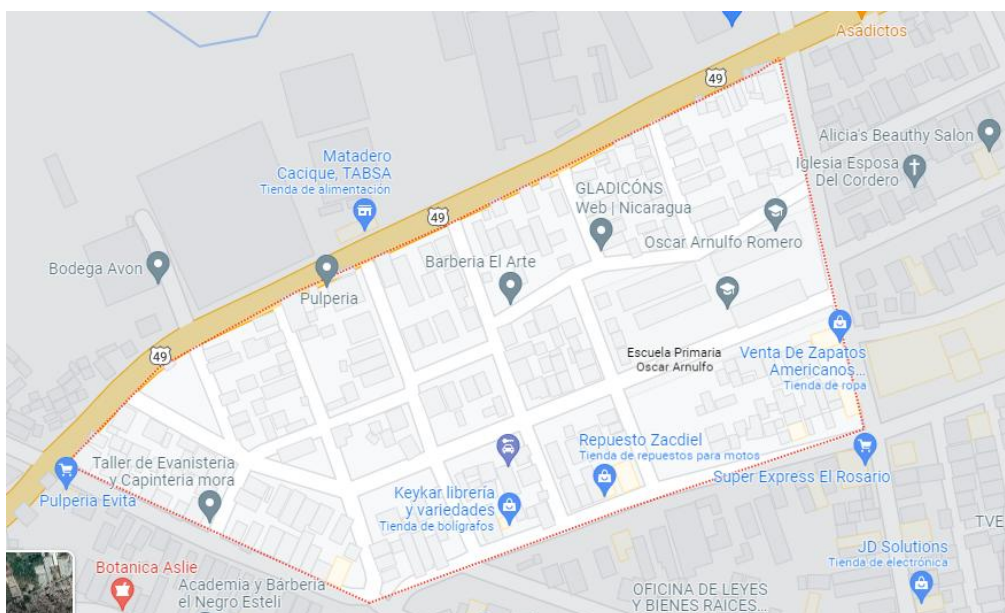 Asadictos
49
Alicia's Beauthy Salon
Matadero
Cacique, TABSA
Tienda de alimentación
Iglesia Esposa
Del Cordero
GLADICÓNS
Web | Nicaragua
49
Oscar Arnulfo Romero
Bodega Avon
Barberia El Arte
Pulperia
49
Escuela Primaria
Oscar Arnulfo
Venta De Zapatos
Americanos...
Tienda de ropa
Repuesto Zacdiel
Tienda de repuestos para motos
Taller de Evanisteria
y Capinteria mora
Super Express El Rosario
Pulperia Evita
Keykar libreria
y variedades
Tienda de bolígrafos
TVE
JD Solutions
Tienda de electrónica
Botanica Aslie
Academia y Bárberia
el Negro Esteli
OFICINA DE LEYES
Y BIENES RAICES...